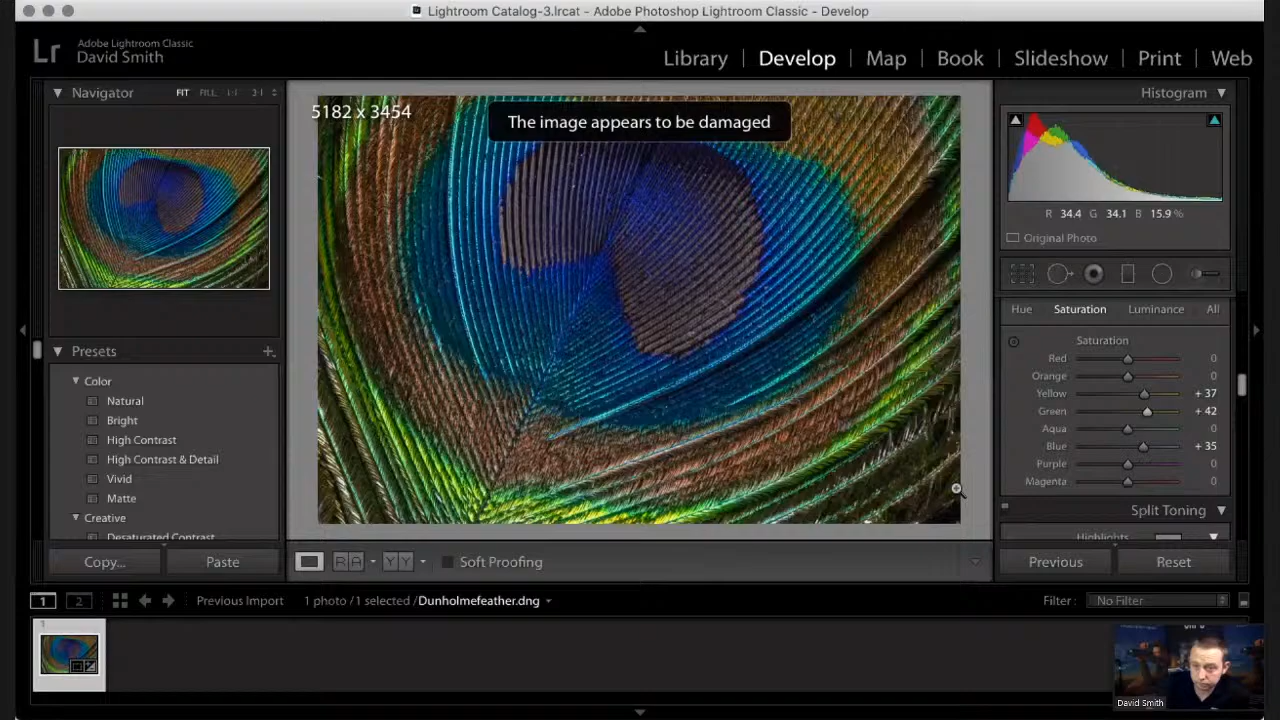 Lightroom Catalog-3.lrcat - Adobe Photoshop Lightroom Classic - Develop
Lr
Adobe Lightroom Classic
David Smith
Library | Develop | Map | Book | Slideshow | Print | Web
Navigator
FIT FILL 1:1 3:1
5182 x 3454
The image appears to be damaged
Histogram
R 34.4 G 34.1 B 15.9 %
Original Photo
Hue Saturation Luminance All
Saturation
Red 0
Orange 0
Yellow + 37
Green + 42
Aqua 0
Blue + 35
Purple 0
Magenta 0
Split Toning
Highlights
Presets
Color
Natural
Bright
High Contrast
High Contrast & Detail
Vivid
Matte
Creative
Desaturated Contrast
Copy... Paste
R A Y Y Soft Proofing
Previous Reset
1 2 Previous Import 1 photo / 1 selected / Dunholmefeather.dng
Filter : No Filter
1
David Smith